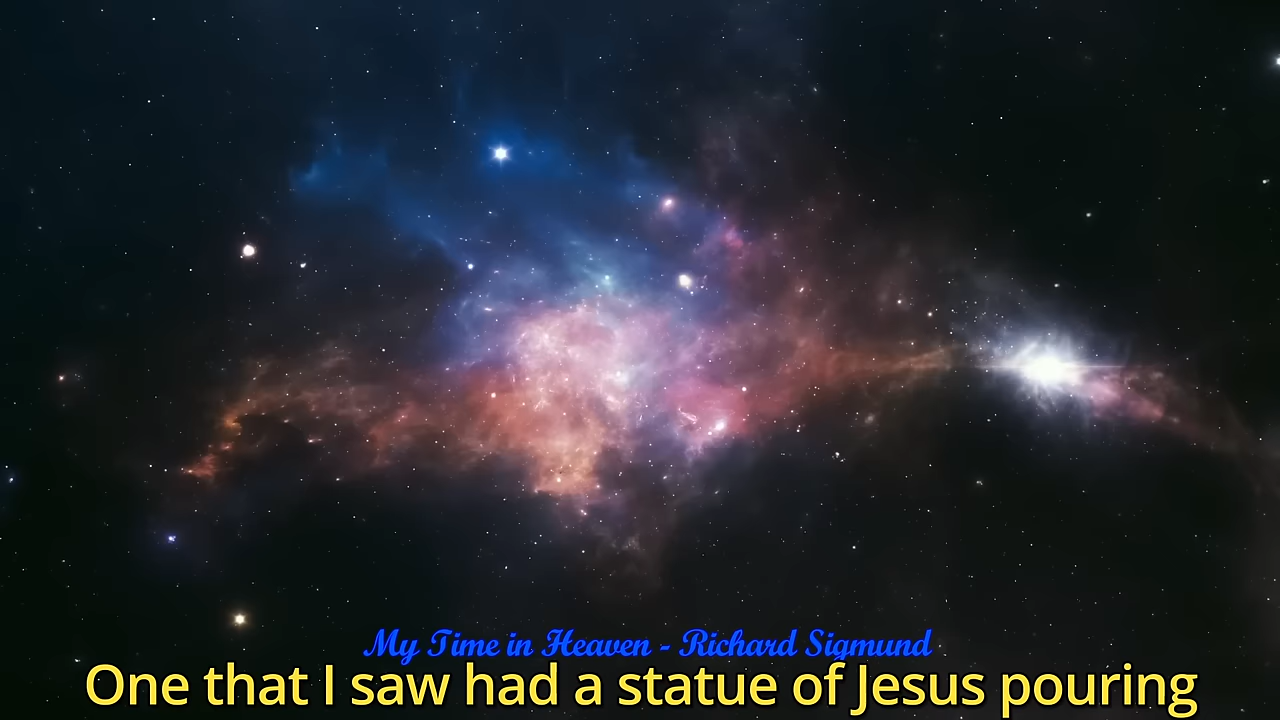 My Time in Heaven - Richard Sigmund
One that I saw had a statue of Jesus pouring